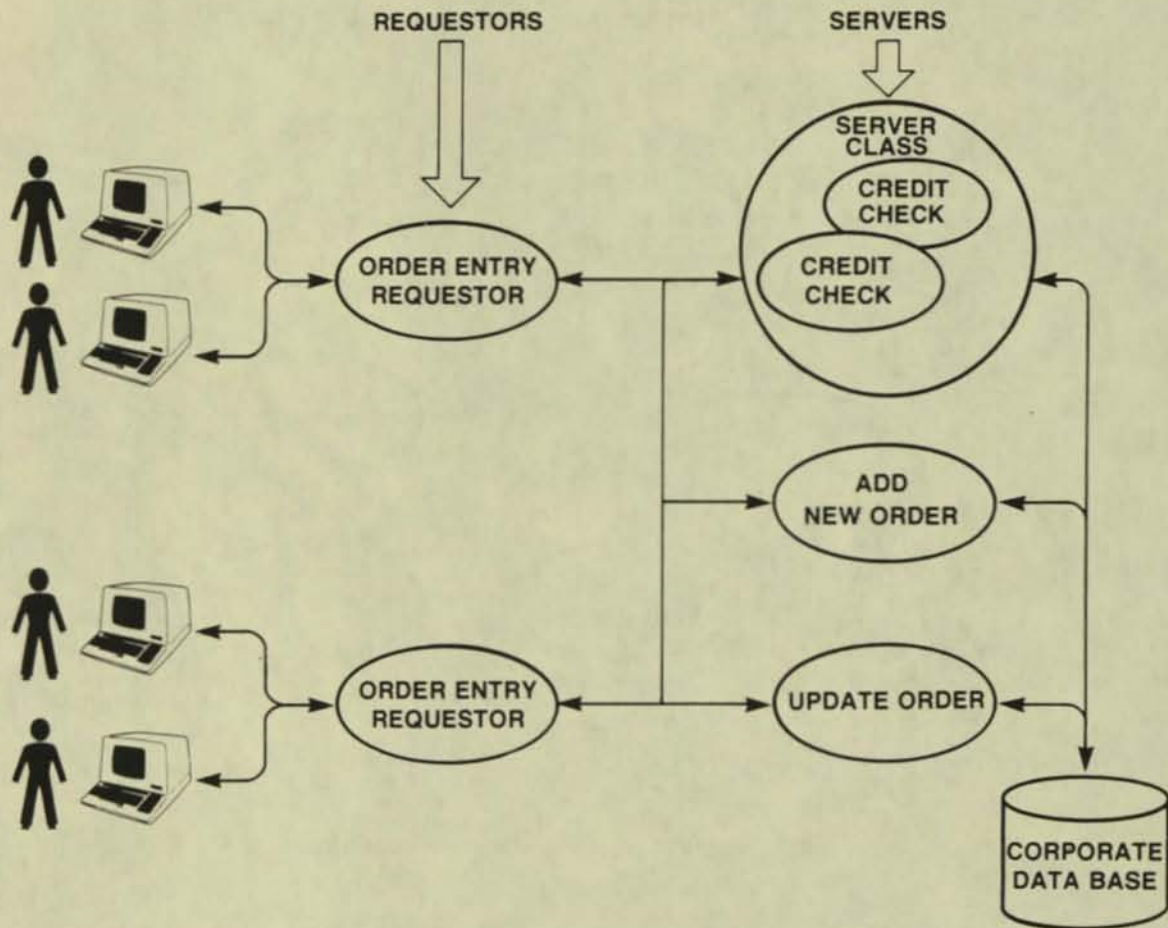 REQUESTORS
SERVERS
SERVER
CLASS
CREDIT
CHECK
CREDIT
CHECK
ORDER ENTRY
REQUESTOR
ADD
NEW ORDER
ORDER ENTRY
REQUESTOR
UPDATE ORDER
CORPORATE
DATA BASE